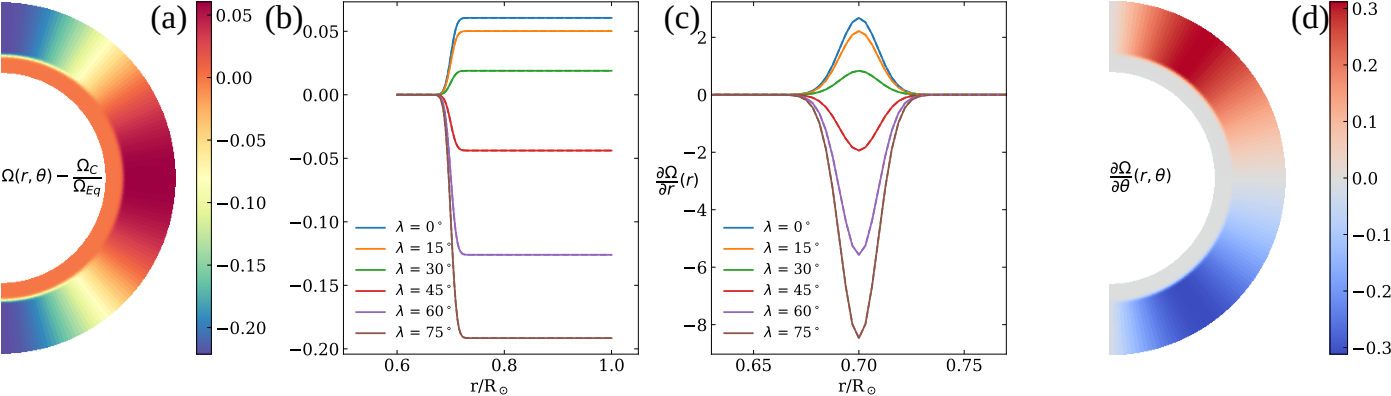 (a)
0.00
−0.05
−0.10
−0.15
−0.20
Ω(r, θ) − Ω_C/Ω_Eq
(b)
0.05
0.00
−0.05
−0.10
−0.15
−0.20
λ = 0°
λ = 15°
λ = 30°
λ = 45°
λ = 60°
λ = 75°
0.6 0.8 1.0
r/R⊙
(c)
2
0
−2
−4
−6
−8
∂Ω/∂r (r)
λ = 0°
λ = 15°
λ = 30°
λ = 45°
λ = 60°
λ = 75°
0.65 0.70 0.75
r/R⊙
(d)
∂Ω/∂θ (r, θ)
0.3
0.2
0.1
0.0
−0.1
−0.2
−0.3